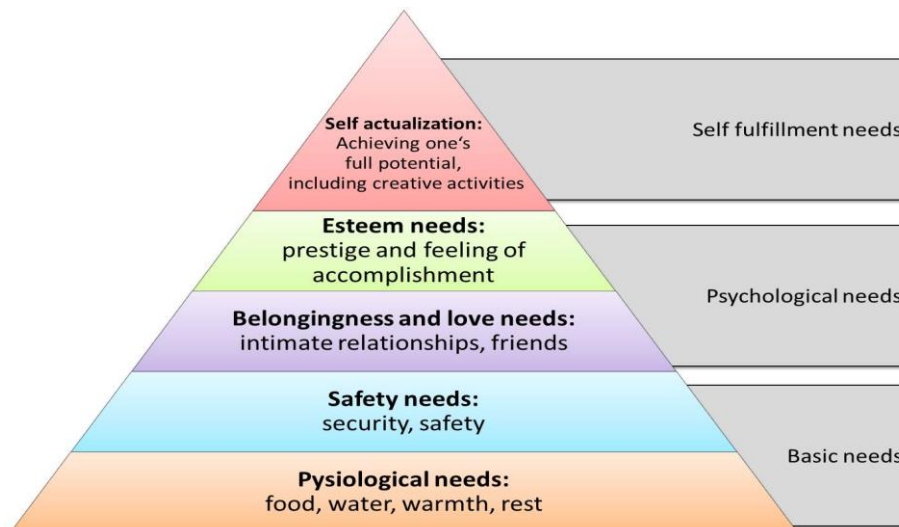 Self actualization:
Achieving one's
full potential,
including creative activities
Self fulfillment needs
Esteem needs:
prestige and feeling of
accomplishment
Psychological needs
Belongingness and love needs:
intimate relationships, friends
Safety needs:
security, safety
Basic needs
Pysiological needs:
food, water, warmth, rest